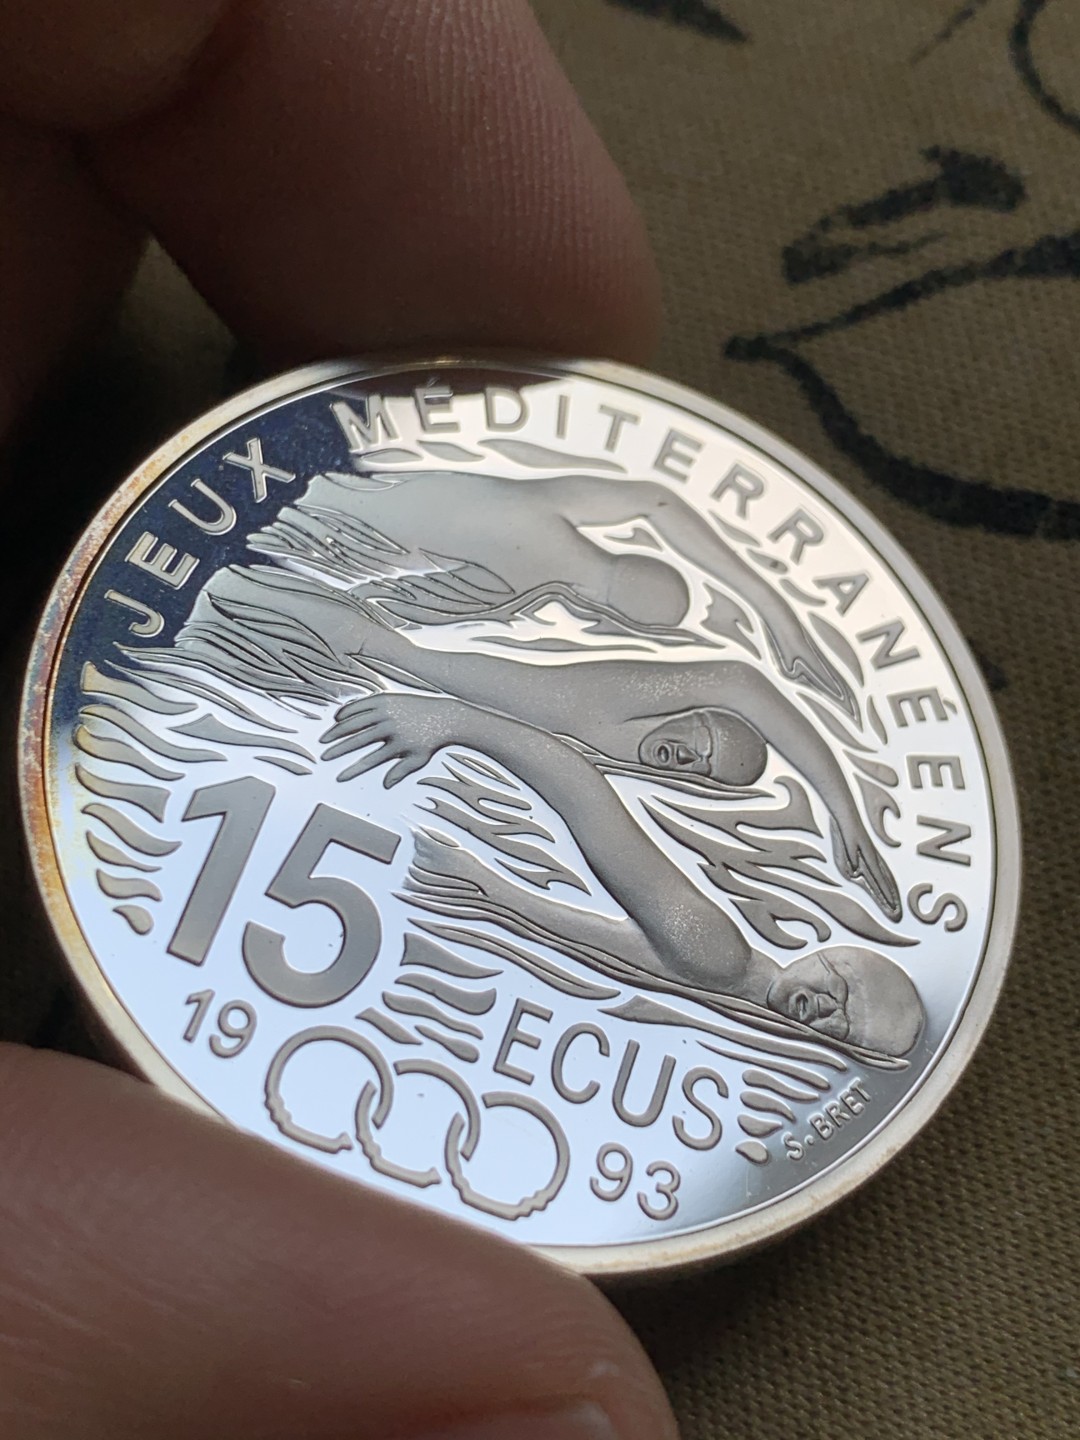 JEUX MÉDITERRANÉENS
15
ECUS
19 93
S. BRET